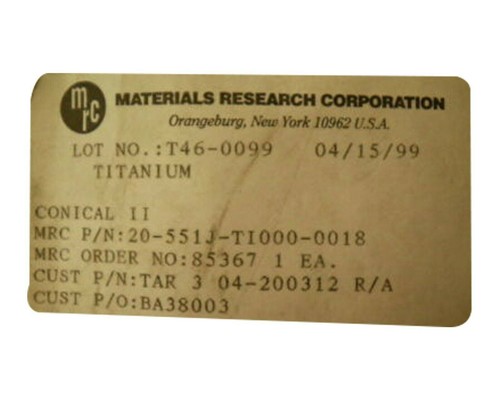 mrc
MATERIALS RESEARCH CORPORATION
Orangeburg, New York 10962 U.S.A.
LOT NO.:T46-0099 04/15/99
TITANIUM
CONICAL II
MRC P/N:20-551J-TI000-0018
MRC ORDER NO:85367 1 EA.
CUST P/N:TAR 3 04-200312 R/A
CUST P/O:BA38003